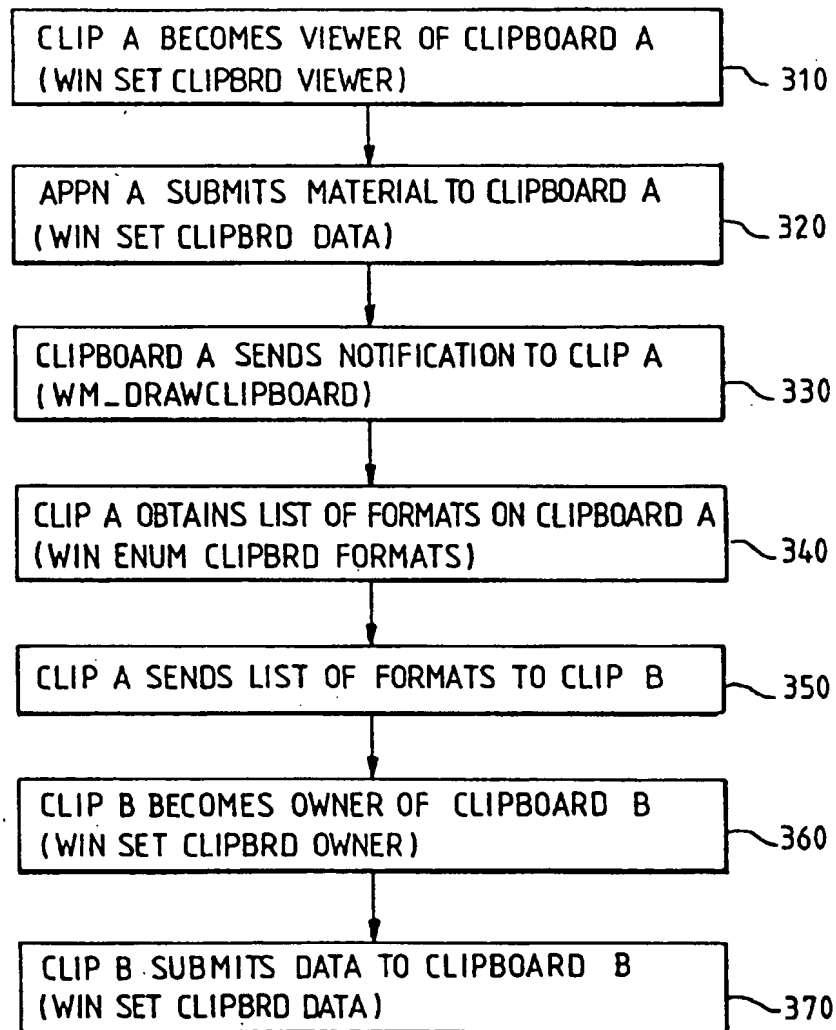 CLIP A BECOMES VIEWER OF CLIPBOARD A
(WIN SET CLIPBRD VIEWER)
310
APPN A SUBMITS MATERIAL TO CLIPBOARD A
(WIN SET CLIPBRD DATA)
320
CLIPBOARD A SENDS NOTIFICATION TO CLIP A
(WM_DRAWCLIPBOARD)
330
CLIP A OBTAINS LIST OF FORMATS ON CLIPBOARD A
(WIN ENUM CLIPBRD FORMATS)
340
CLIP A SENDS LIST OF FORMATS TO CLIP B
350
CLIP B BECOMES OWNER OF CLIPBOARD B
(WIN SET CLIPBRD OWNER)
360
CLIP B SUBMITS DATA TO CLIPBOARD B
(WIN SET CLIPBRD DATA)
370